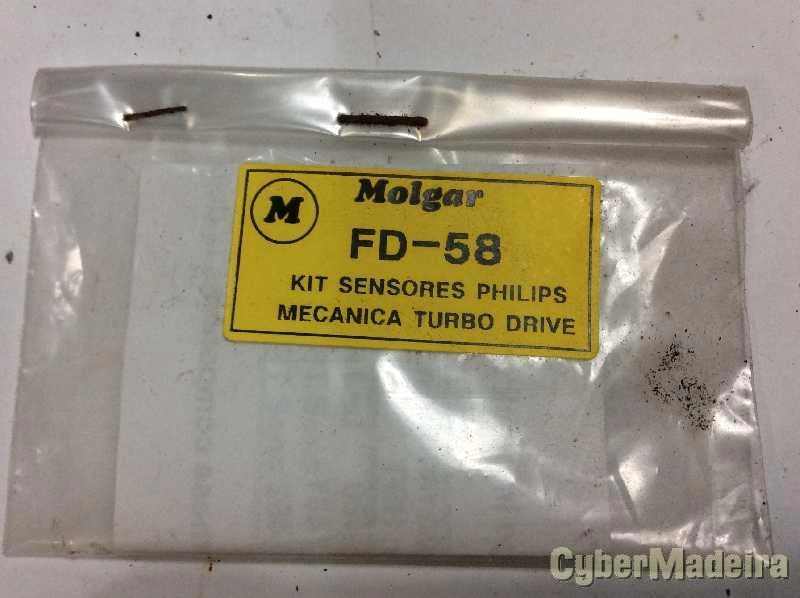 M
Molgar
FD-58
KIT SENSORES PHILIPS
MECANICA TURBO DRIVE
CyberMadeira